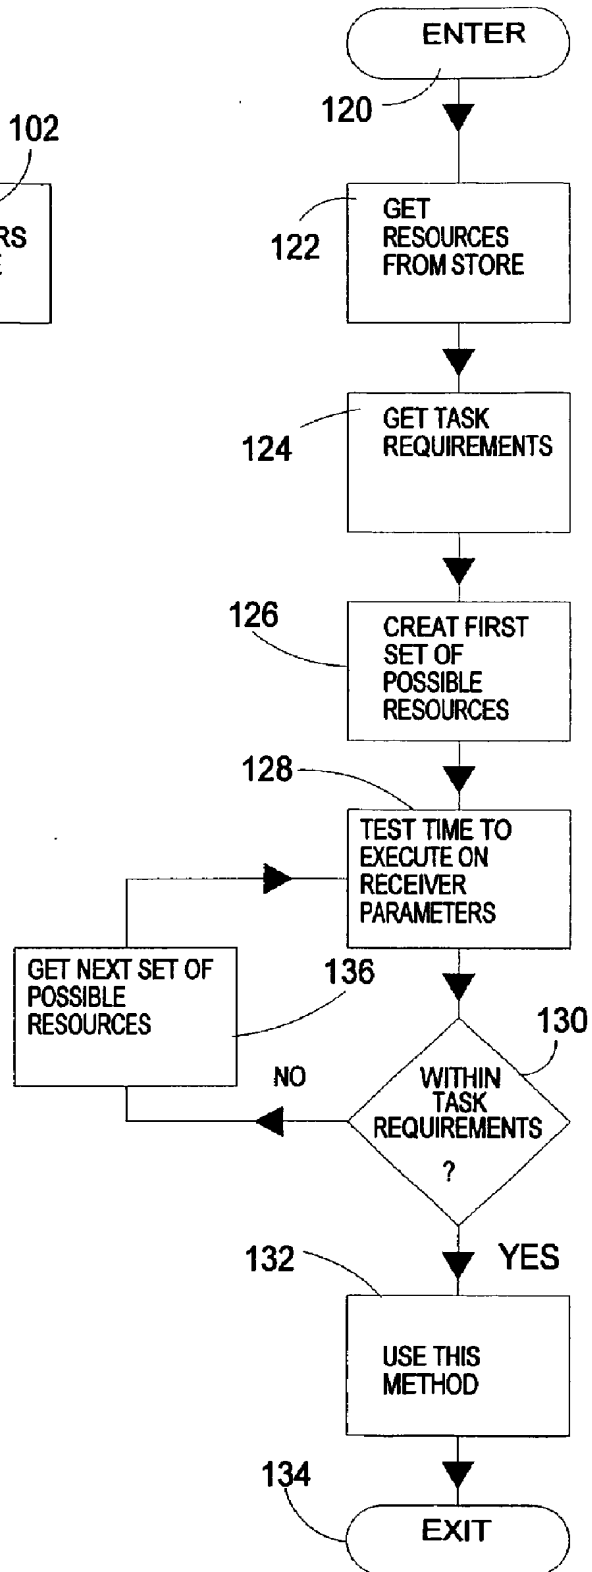 ENTER
120
102
RS
E
122
GET
RESOURCES
FROM STORE
124
GET TASK
REQUIREMENTS
126
CREAT FIRST
SET OF
POSSIBLE
RESOURCES
128
TEST TIME TO
EXECUTE ON
RECEIVER
PARAMETERS
GET NEXT SET OF
POSSIBLE
RESOURCES
136
130
NO
WITHIN
TASK
REQUIREMENTS
?
YES
132
USE THIS
METHOD
134
EXIT